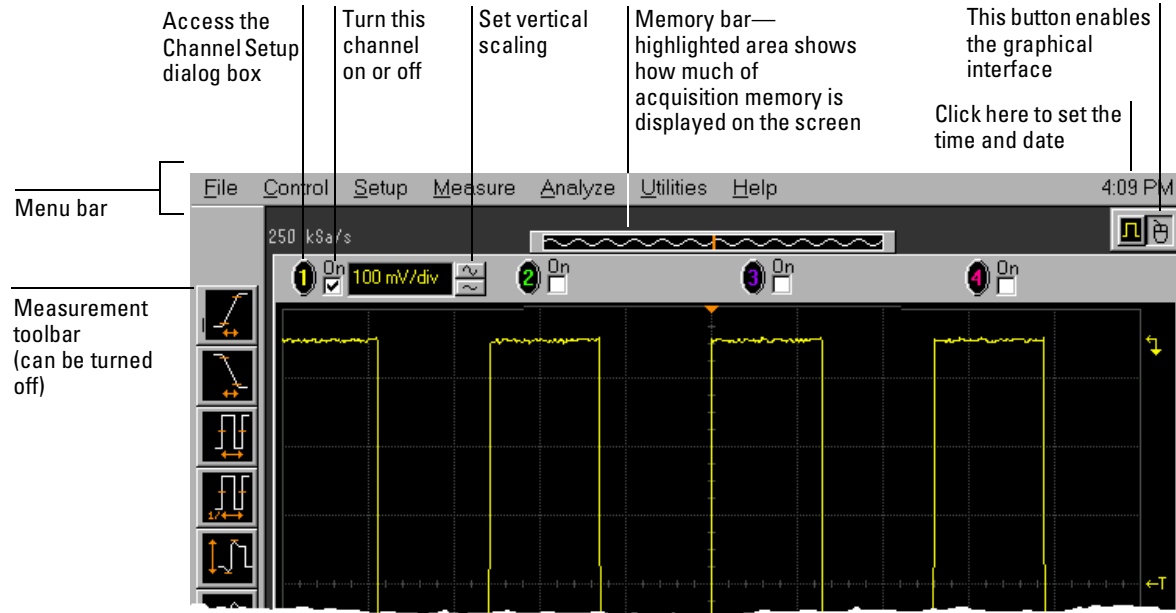 Access the
Channel Setup
dialog box
Turn this
channel
on or off
Set vertical
scaling
Memory bar—
highlighted area shows
how much of
acquisition memory is
displayed on the screen
This button enables
the graphical
interface
Click here to set the
time and date
Menu bar
File Control Setup Measure Analyze Utilities Help 4:09 PM
250 kSa/s
1 On 100 mV/div 2 On 3 On 4 On
Measurement
toolbar
(can be turned
off)
1/
T